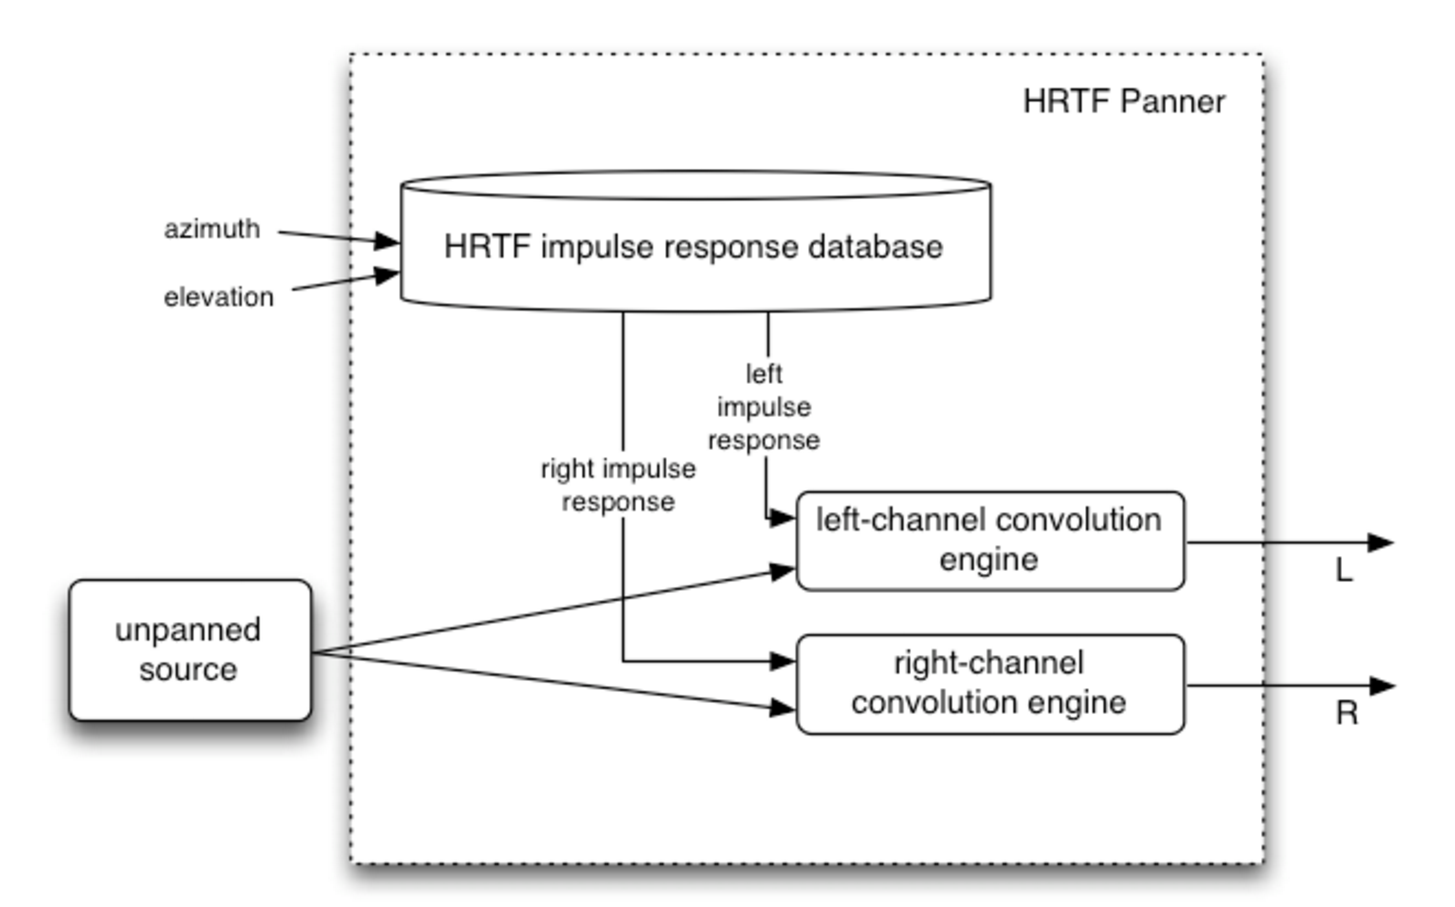 HRTF Panner
azimuth
HRTF impulse response database
elevation
left
impulse
response
right impulse
response
left-channel convolution
engine
L
unpanned
source
right-channel
convolution engine
R